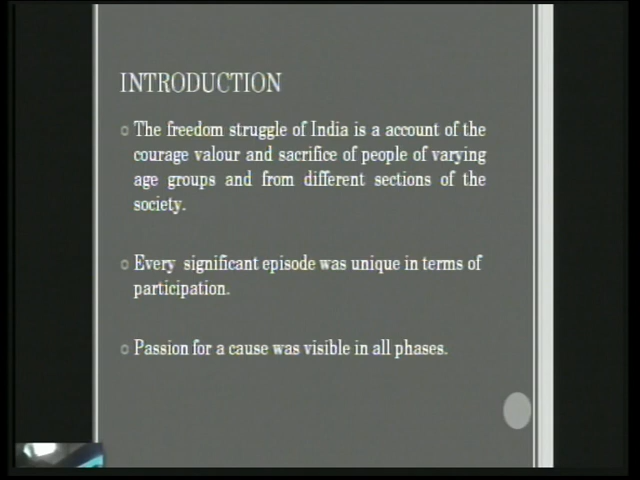 INTRODUCTION
The freedom struggle of India is a account of the
courage valour and sacrifice of people of varying
age groups and from different sections of the
society.
Every significant episode was unique in terms of
participation.
Passion for a cause was visible in all phases.